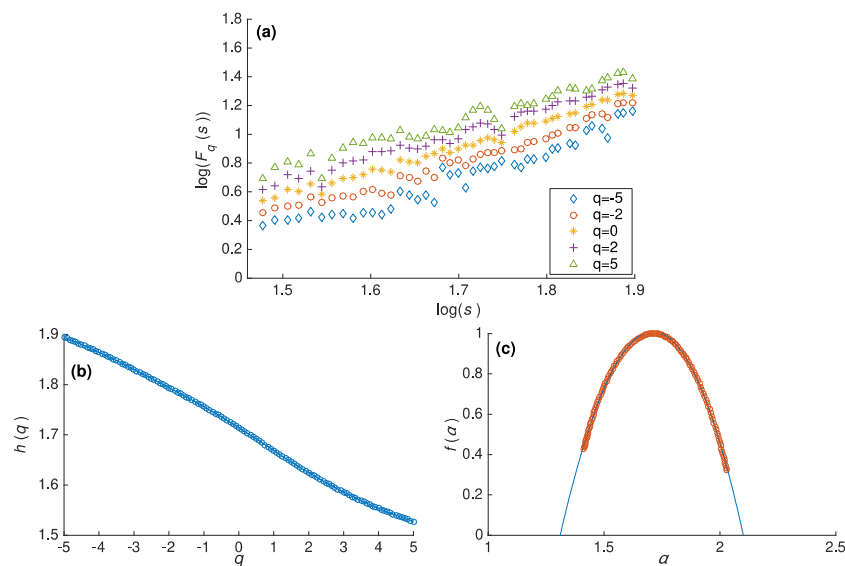 (a)
1.8
1.6
1.4
1.2
1
0.8
0.6
0.4
0.2
0
log(F_q(s))
1.5
1.6
1.7
1.8
1.9
log(s)
q=-5
q=-2
q=0
q=2
q=5
(b)
1.9
1.8
1.7
1.6
1.5
h(q)
-5 -4 -3 -2 -1 0 1 2 3 4 5
q
(c)
1
0.8
0.6
0.4
0.2
0
f(α)
1 1.5 2 2.5
α